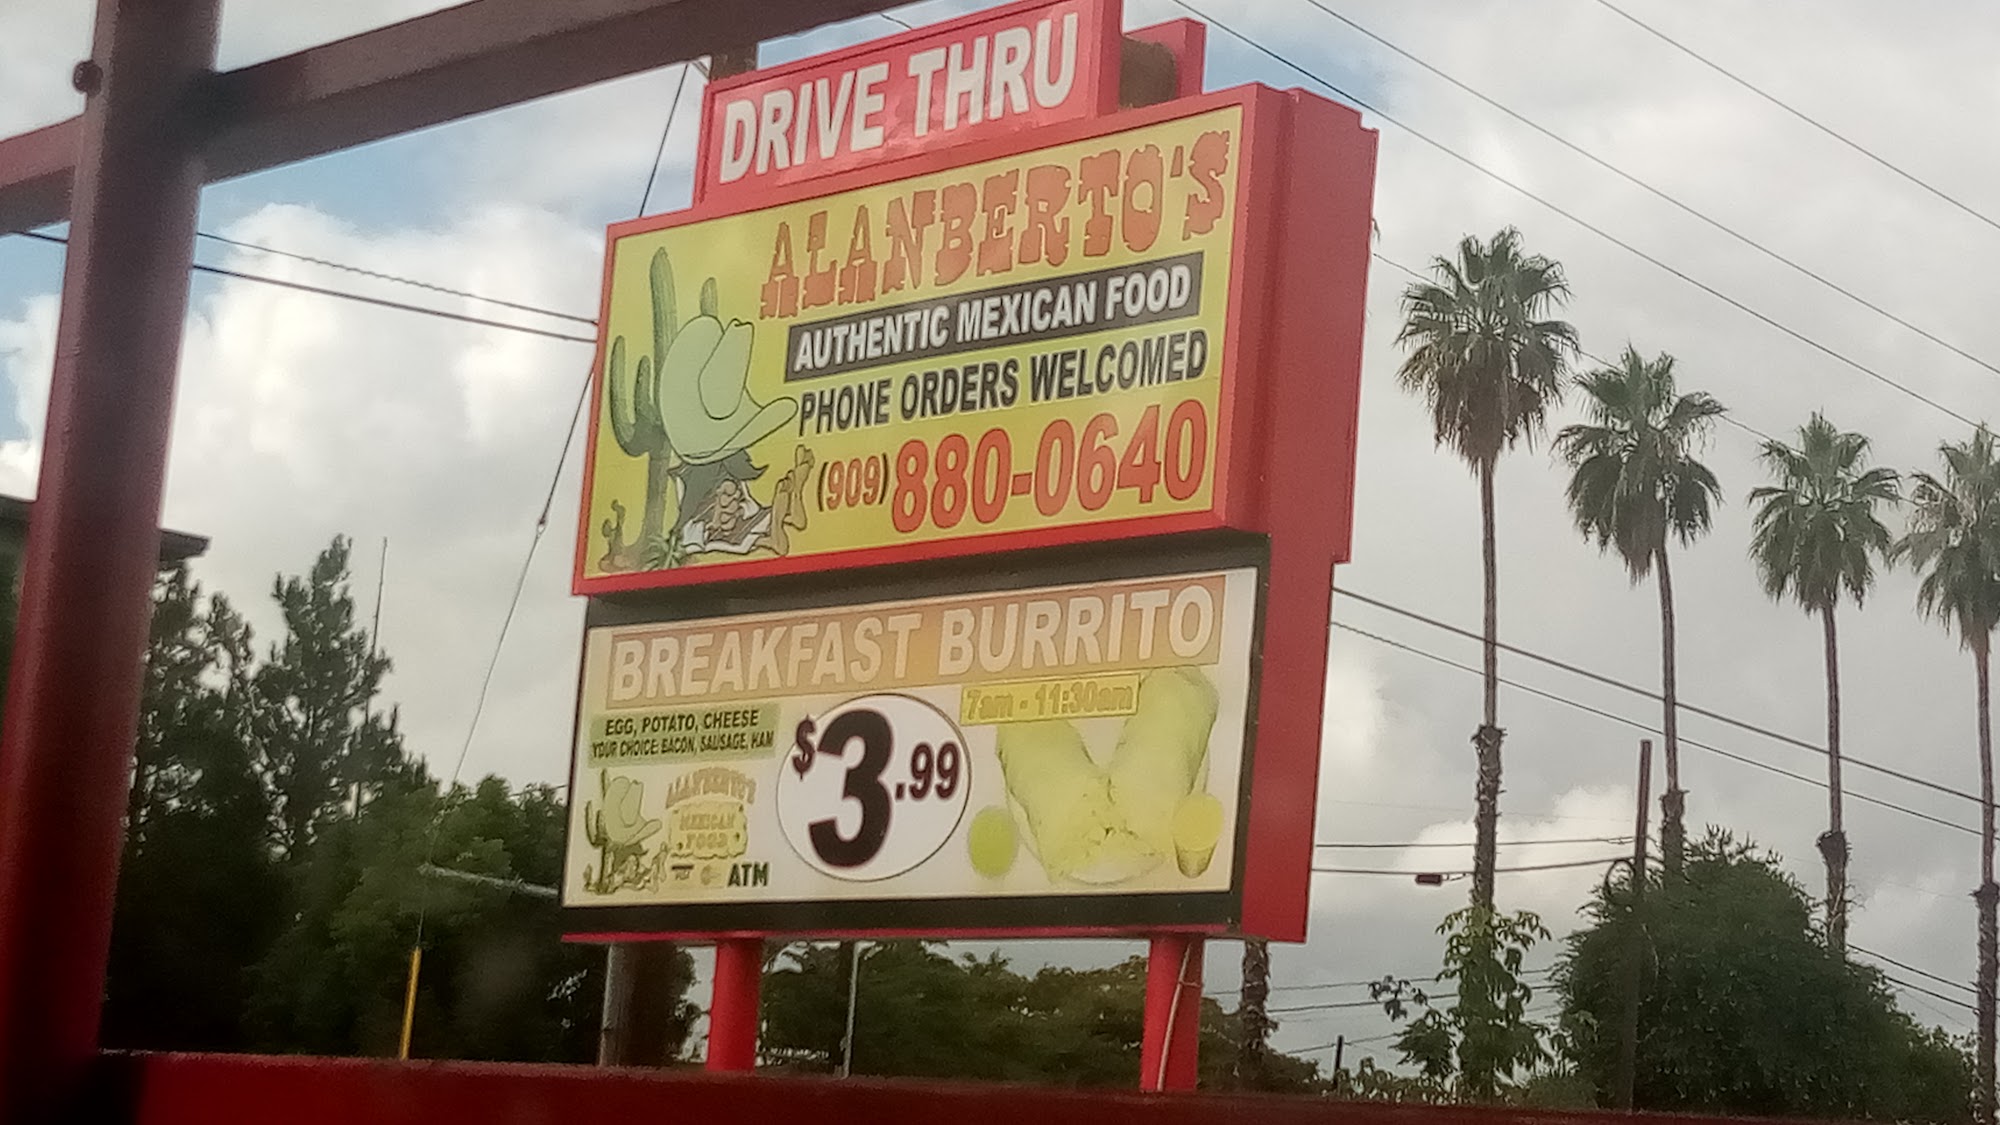 DRIVE THRU
ALANBERTO'S
AUTHENTIC MEXICAN FOOD
PHONE ORDERS WELCOMED
(909) 880-0640
BREAKFAST BURRITO
7am - 11:30am
EGG, POTATO, CHEESE
YOUR CHOICE: BACON, SAUSAGE, HAM
$3.99
ALANBERTO'S
MEXICAN
FOOD
ATM